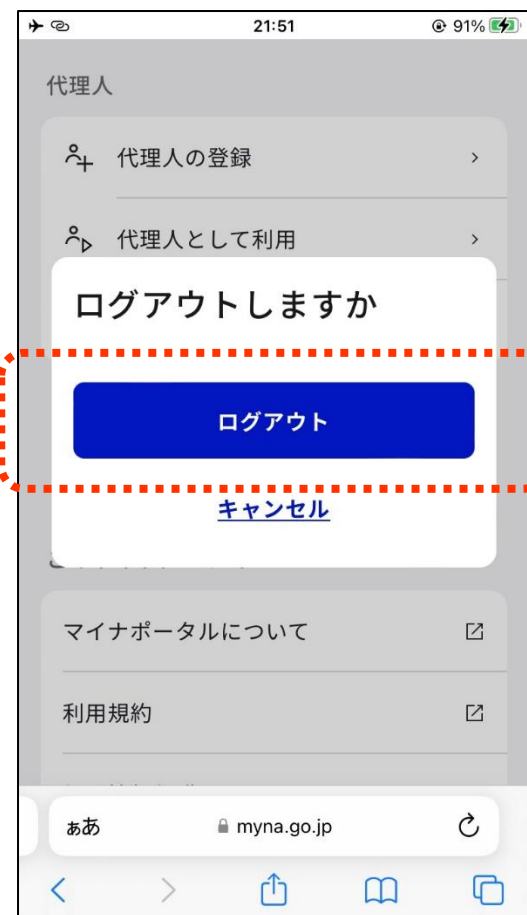 21:51
91%
代理人
代理人の登録
代理人として利用
ログアウトしますか
ログアウト
キャンセル
マイナポータルについて
利用規約
ぁあ
myna.go.jp